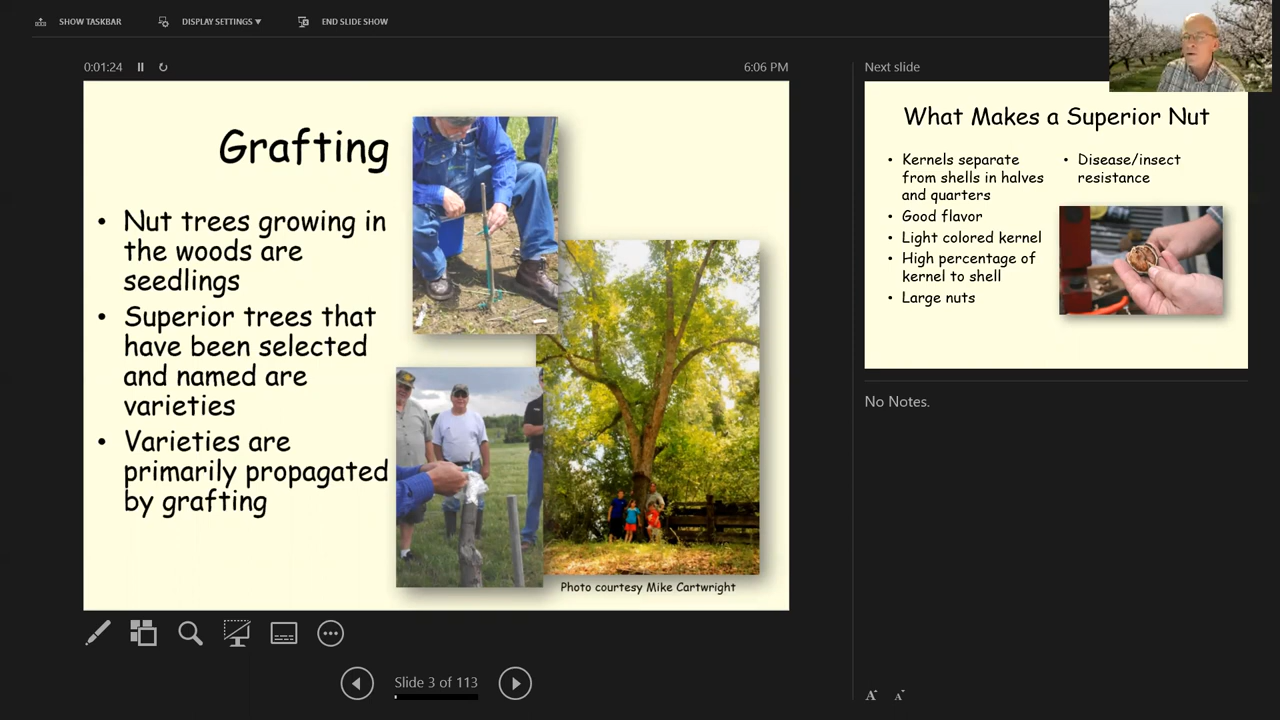 SHOW TASKBAR
DISPLAY SETTINGS ▼
END SLIDE SHOW
0:01:24
6:06 PM
Grafting
• Nut trees growing in
the woods are
seedlings
• Superior trees that
have been selected
and named are
varieties
• Varieties are
primarily propagated
by grafting
Photo courtesy Mike Cartwright
Slide 3 of 113
Next slide
What Makes a Superior Nut
• Kernels separate
from shells in halves
and quarters
• Good flavor
• Light colored kernel
• High percentage of
kernel to shell
• Large nuts
• Disease/insect
resistance
No Notes.
A A